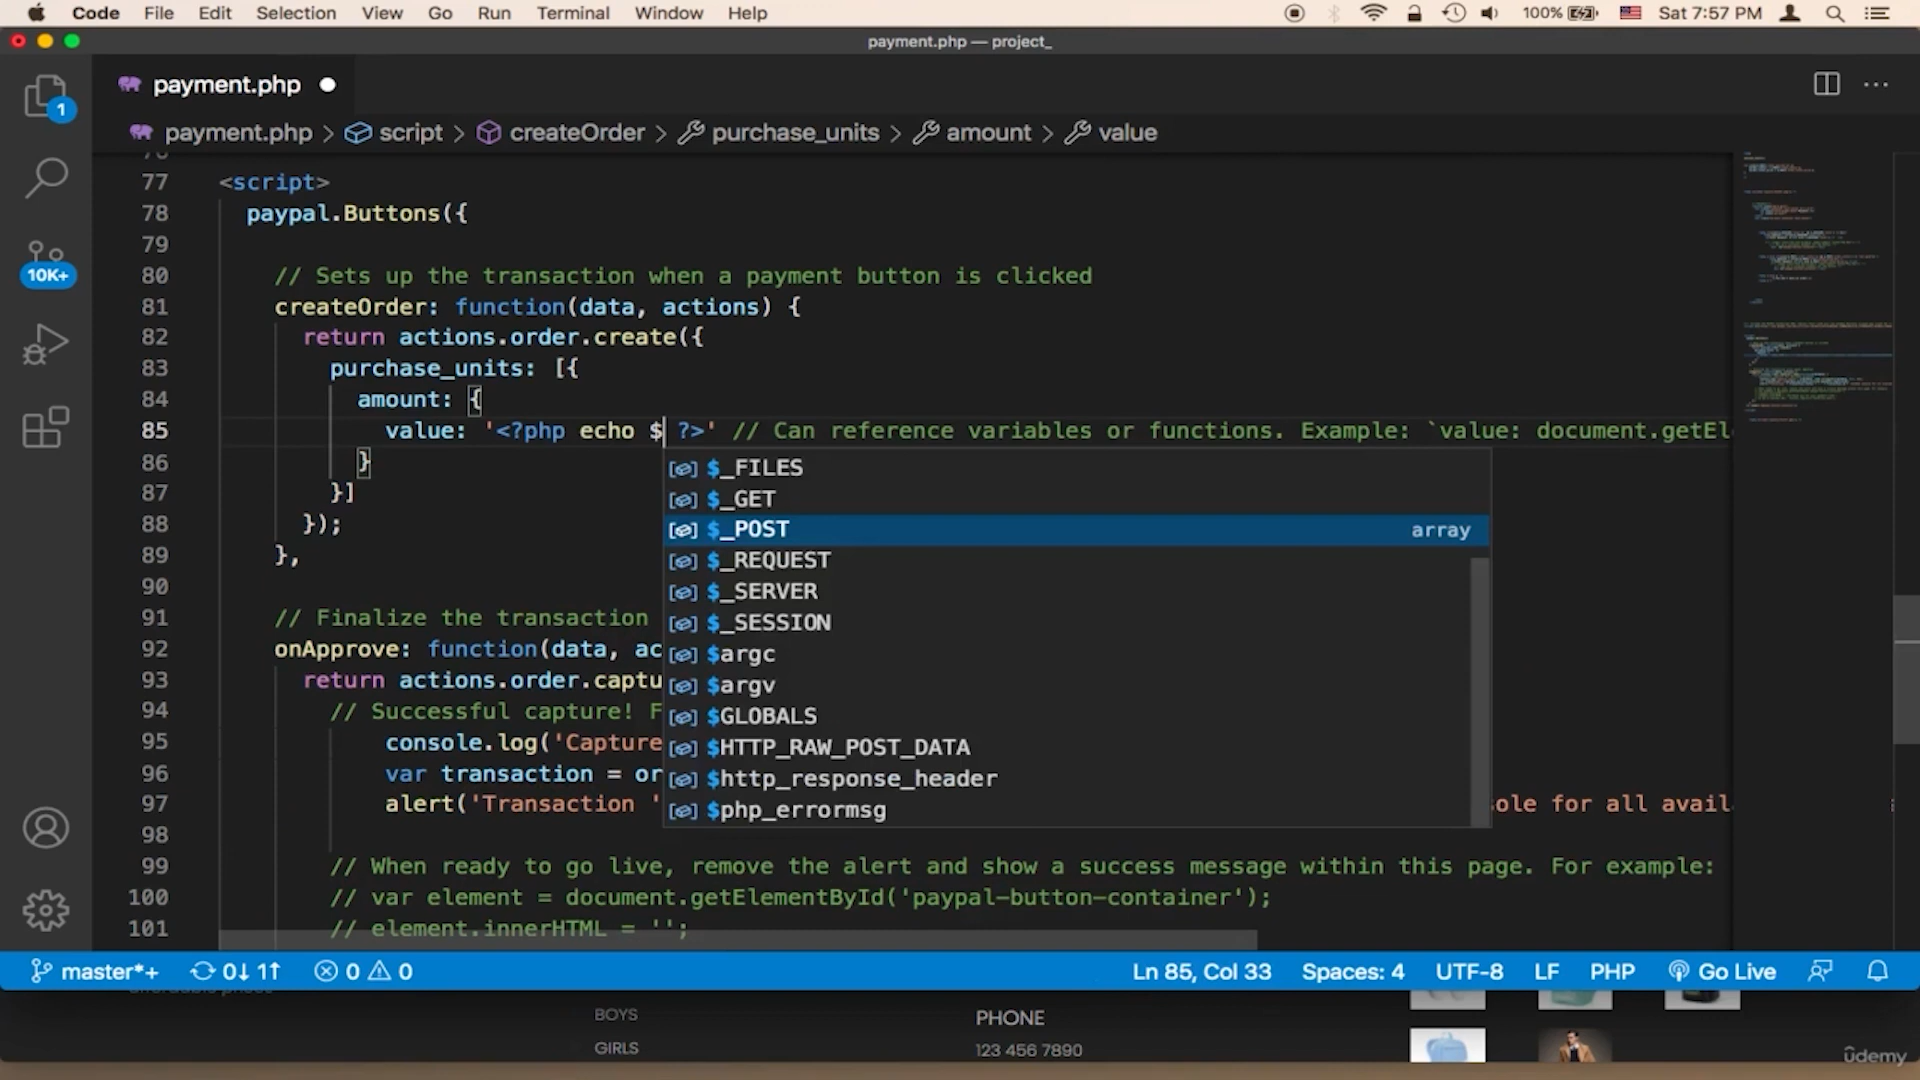 Code File Edit Selection View Go Run Terminal Window Help 100% Sat 7:57 PM
payment.php — project_
payment.php
1
payment.php > script > createOrder > purchase_units > amount > value
10K+
77 <script>
78 paypal.Buttons({
79
80 // Sets up the transaction when a payment button is clicked
81 createOrder: function(data, actions) {
82 return actions.order.create({
83 purchase_units: [{
84 amount: {
85 value: '<?php echo $ ?>' // Can reference variables or functions. Example: `value: document.getEl
86 }
87 }]
88 });
89 },
90
91 // Finalize the transaction
92 onApprove: function(data, ac
93 return actions.order.captu
94 // Successful capture! F
95 console.log('Capture
96 var transaction = or
97 alert('Transaction ' sole for all avail
98
99 // When ready to go live, remove the alert and show a success message within this page. For example:
100 // var element = document.getElementById('paypal-button-container');
101 // element.innerHTML = '';
$_FILES
$_GET
$_POST array
$_REQUEST
$_SERVER
$_SESSION
$argc
$argv
$GLOBALS
$HTTP_RAW_POST_DATA
$http_response_header
$php_errormsg
master*+ 0↓ 1↑ 0 0 Ln 85, Col 33 Spaces: 4 UTF-8 LF PHP Go Live
BOYS
GIRLS
PHONE
123 456 7890
ûdemy